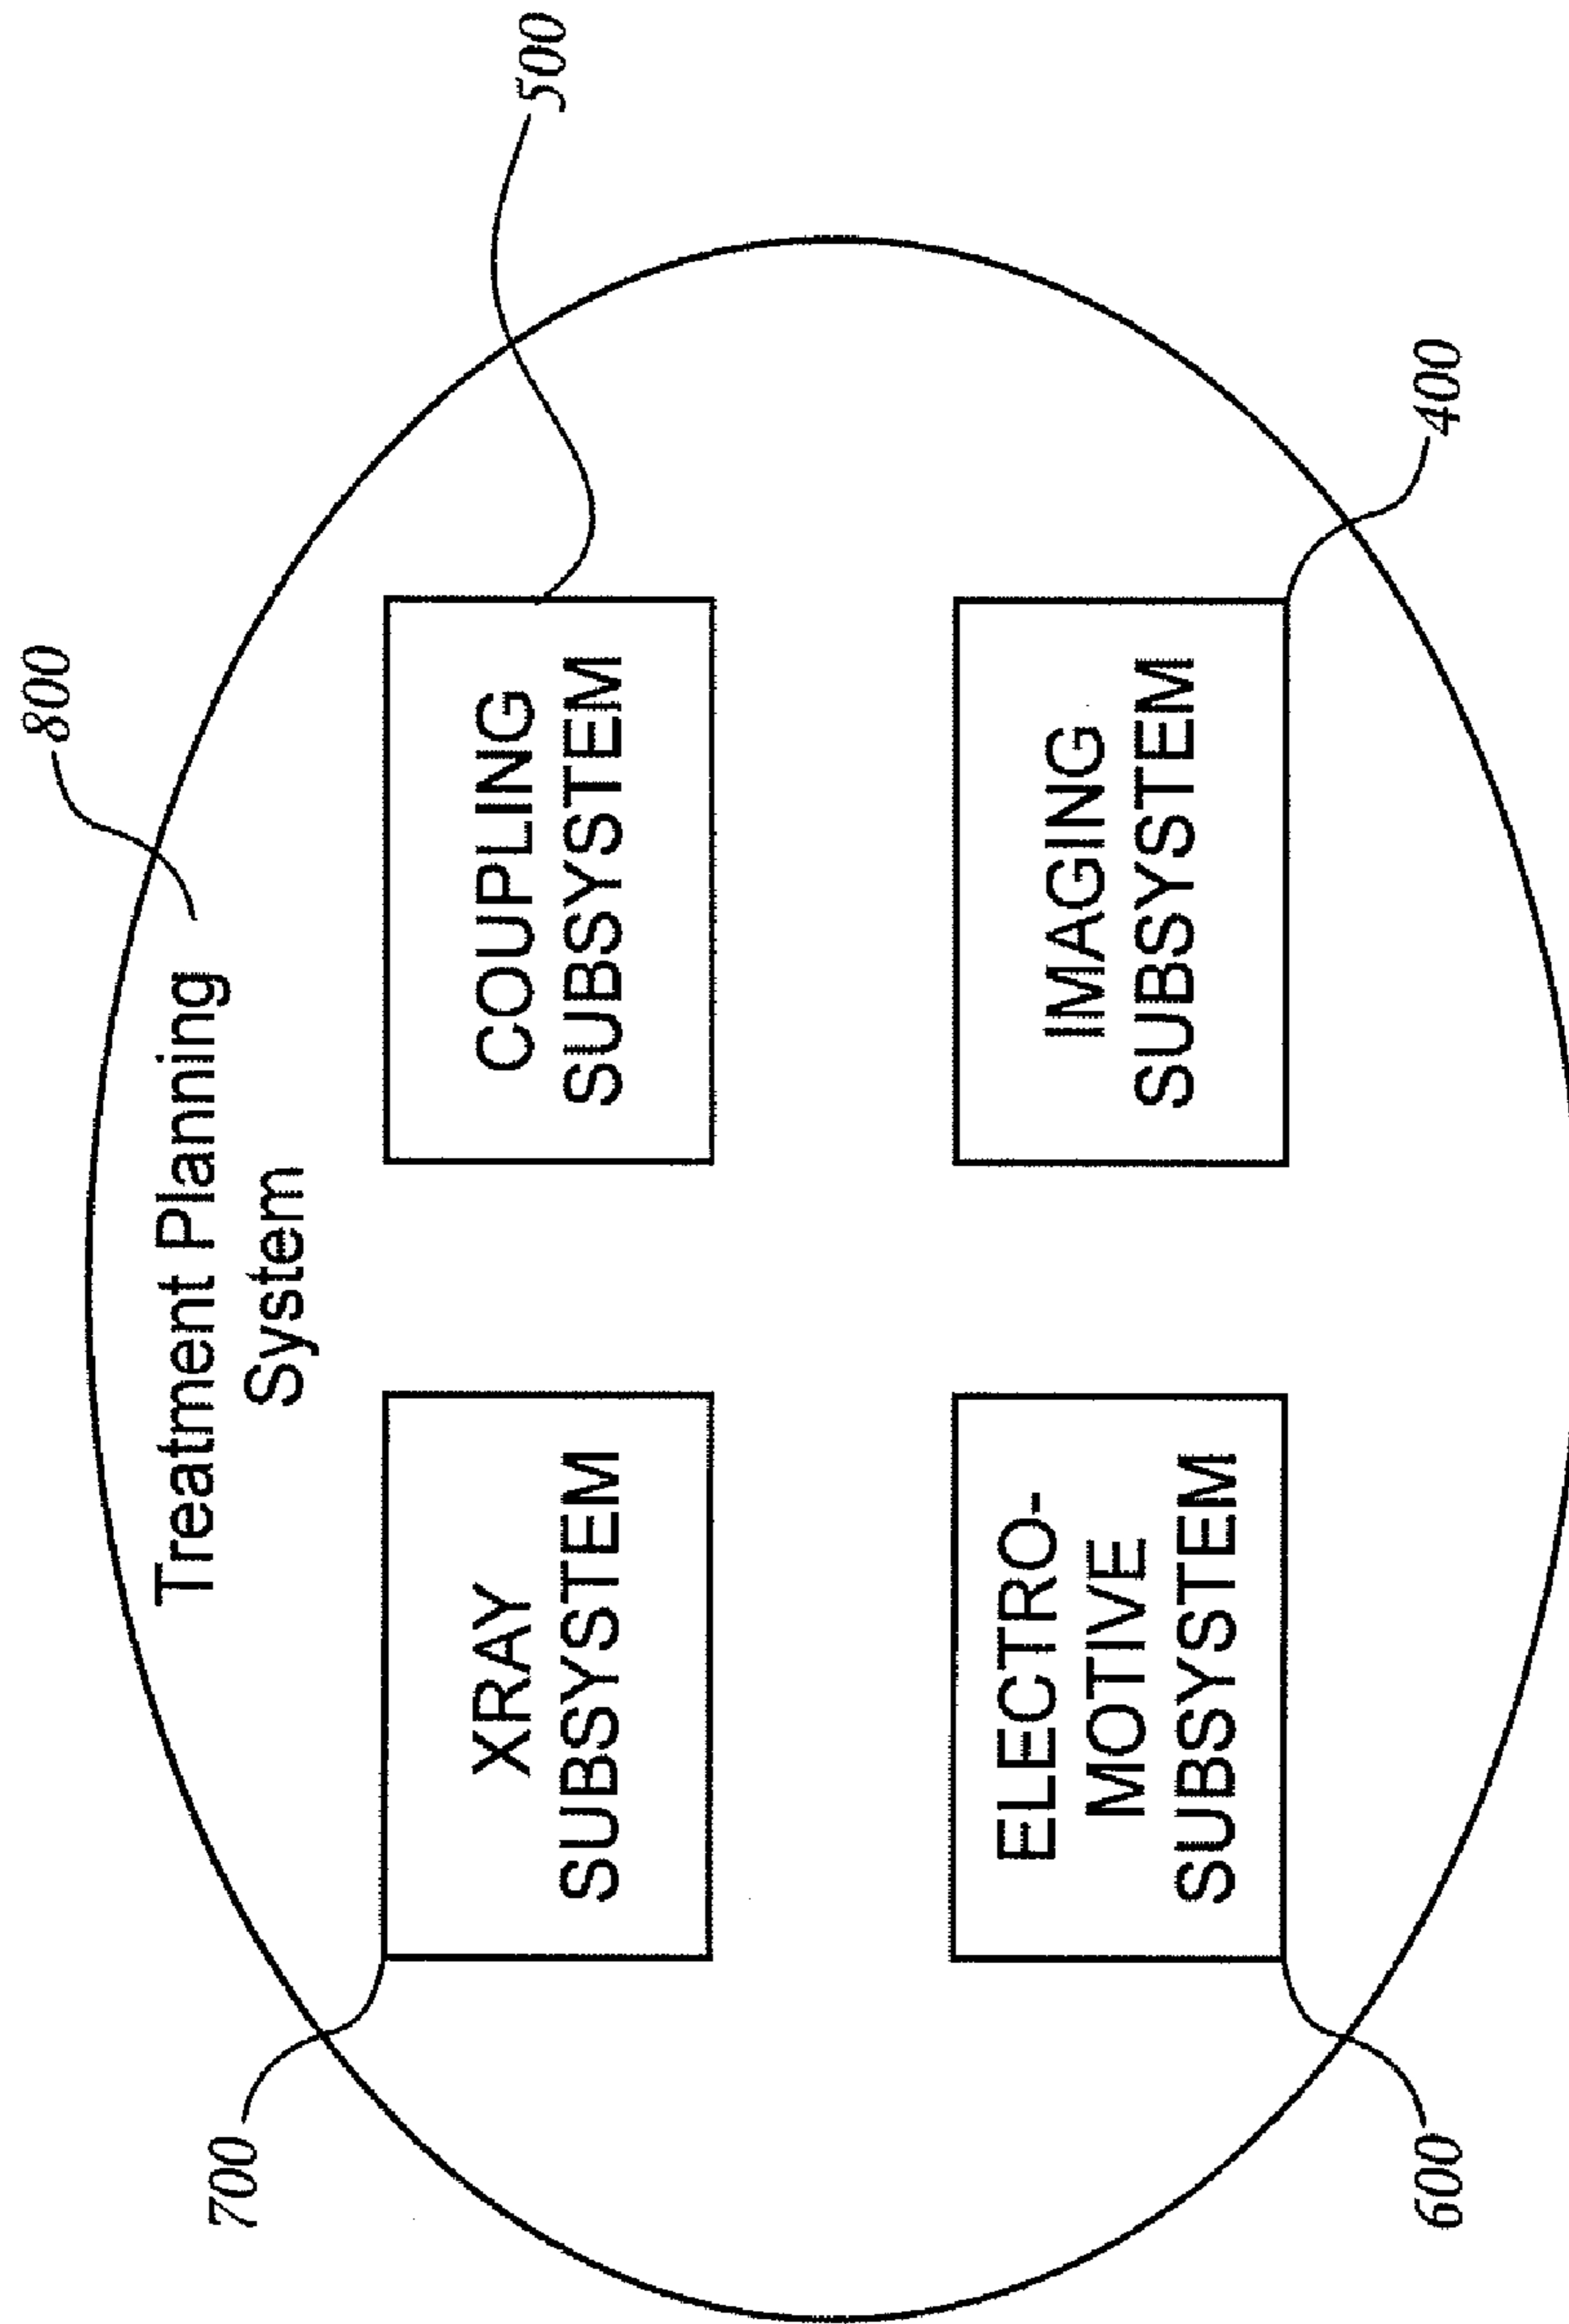 800
Treatment Planning
System
500
700
XRAY
SUBSYSTEM
COUPLING
SUBSYSTEM
ELECTRO-
MOTIVE
SUBSYSTEM
IMAGING
SUBSYSTEM
600
400